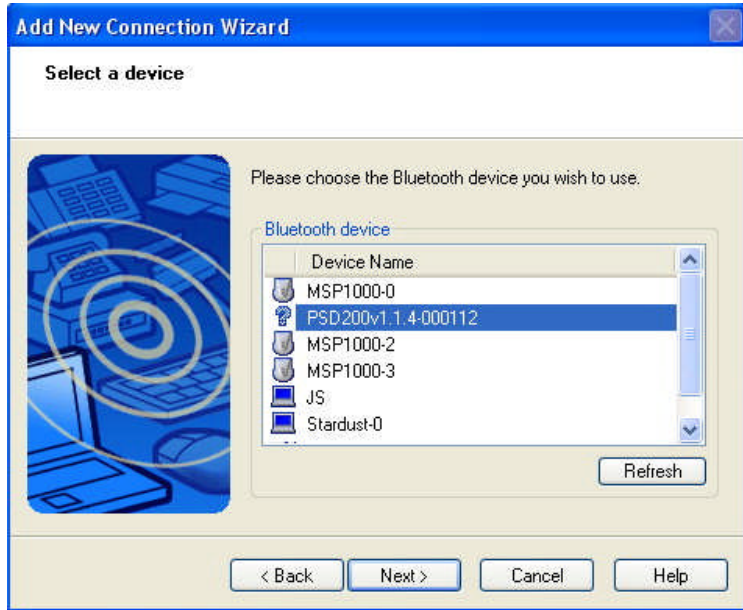 Add New Connection Wizard
Select a device
Please choose the Bluetooth device you wish to use.
Bluetooth device
Device Name
MSP1000-0
PSD200v1.1.4-000112
MSP1000-2
MSP1000-3
JS
Stardust-0
Refresh
< Back Next > Cancel Help